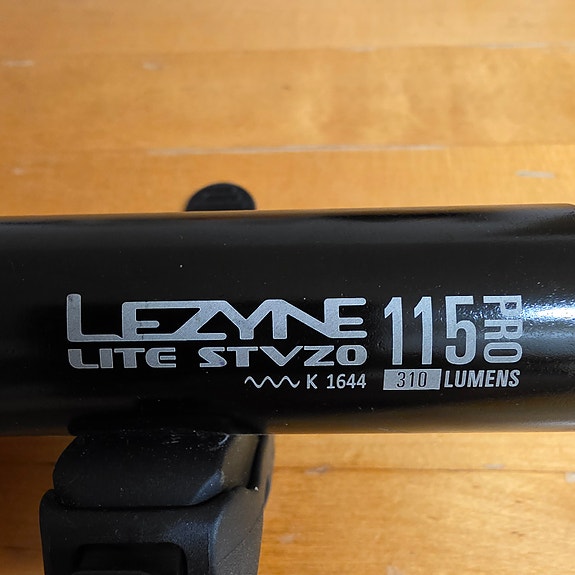 LEZYNE
LITE STVZO
K 1644
115 PRO
310 LUMENS